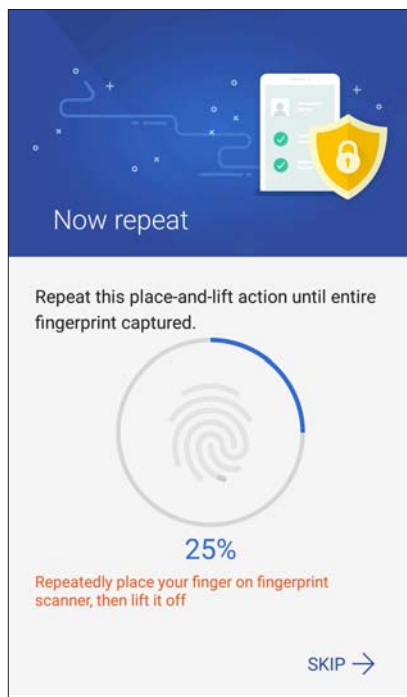 Now repeat
Repeat this place-and-lift action until entire
fingerprint captured.
25%
Repeatedly place your finger on fingerprint
scanner, then lift it off
SKIP